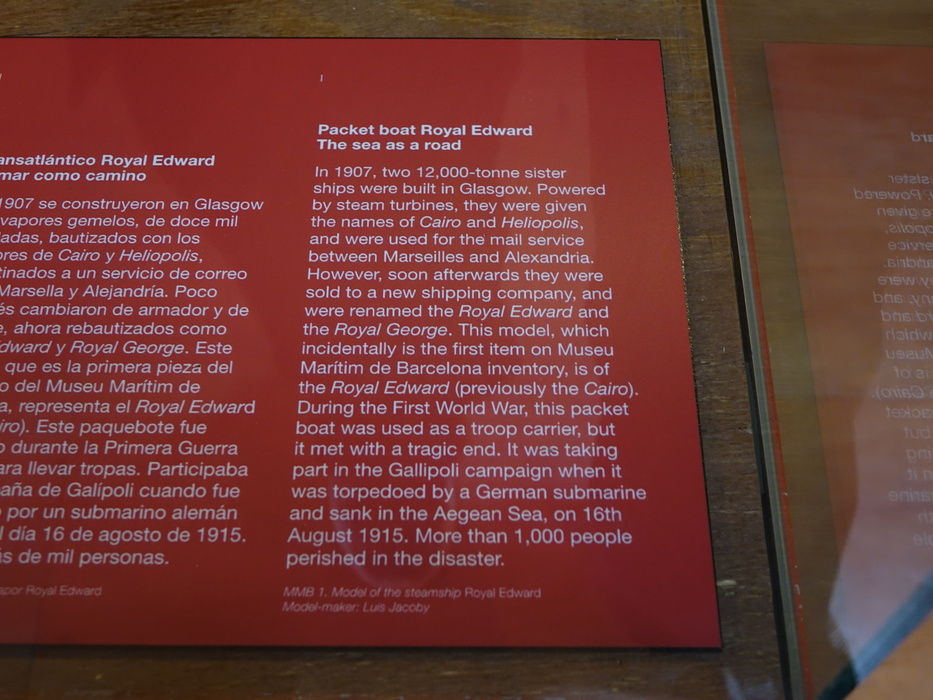 ansatlántico Royal Edward
mar como camino
1907 se construyeron en Glasgow
vapores gemelos, de doce mil
ladas, bautizados con los
res de Cairo y Heliopolis,
tinados a un servicio de correo
Marsella y Alejandría. Poco
és cambiaron de armador y de
e, ahora rebautizados como
dward y Royal George. Este
que es la primera pieza del
o del Museu Marítim de
a, representa el Royal Edward
iro). Este paquebote fue
o durante la Primera Guerra
ara llevar tropas. Participaba
aña de Galípoli cuando fue
por un submarino alemán
l día 16 de agosto de 1915.
ás de mil personas.
por Royal Edward
Packet boat Royal Edward
The sea as a road
In 1907, two 12,000-tonne sister
ships were built in Glasgow. Powered
by steam turbines, they were given
the names of Cairo and Heliopolis,
and were used for the mail service
between Marseilles and Alexandria.
However, soon afterwards they were
sold to a new shipping company, and
were renamed the Royal Edward and
the Royal George. This model, which
incidentally is the first item on Museu
Marítim de Barcelona inventory, is of
the Royal Edward (previously the Cairo).
During the First World War, this packet
boat was used as a troop carrier, but
it met with a tragic end. It was taking
part in the Gallipoli campaign when it
was torpedoed by a German submarine
and sank in the Aegean Sea, on 16th
August 1915. More than 1,000 people
perished in the disaster.
MMB 1. Model of the steamship Royal Edward
Model-maker: Luis Jacoby